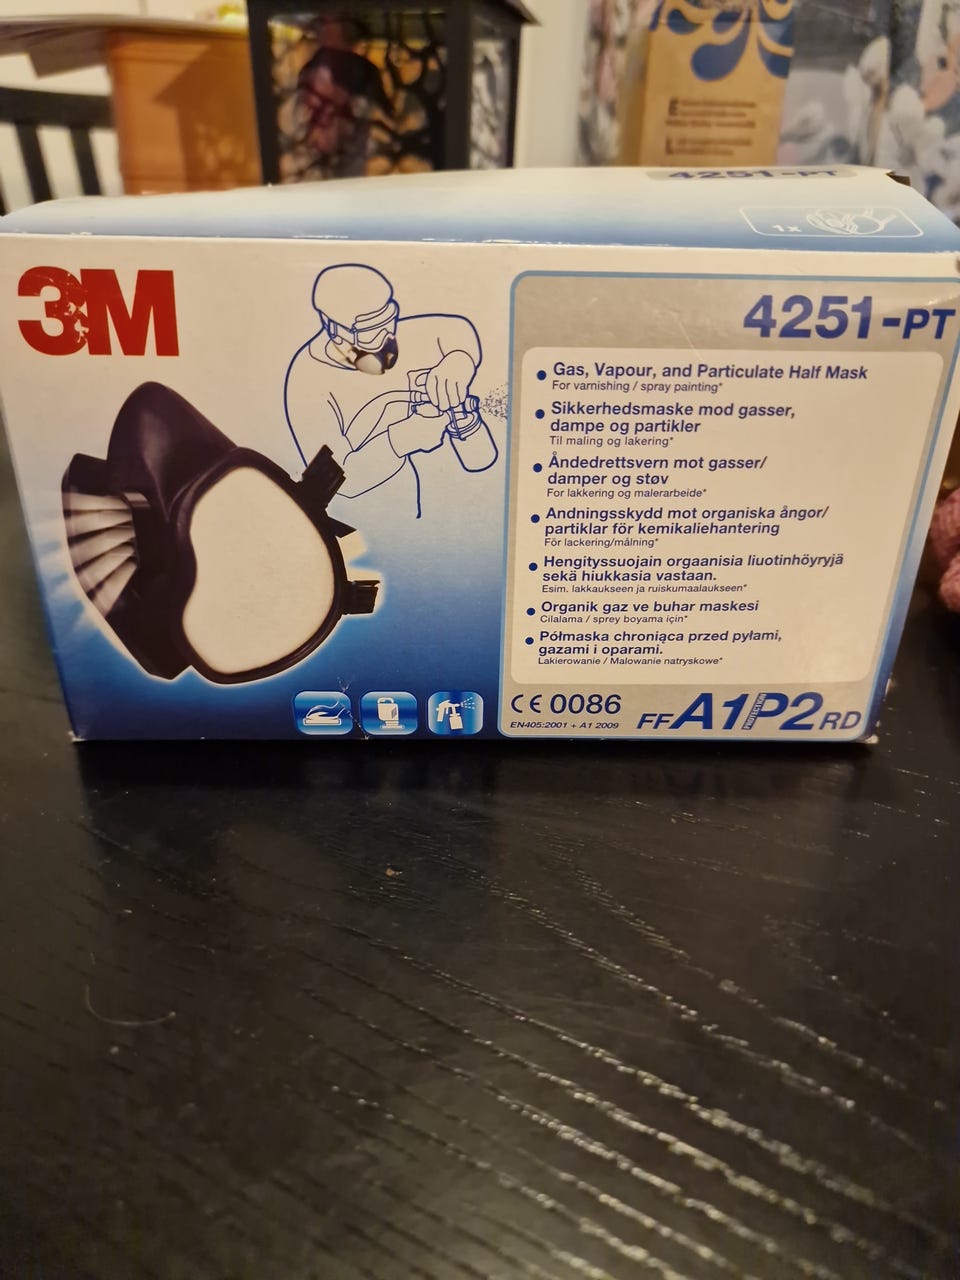 4251-PT
1x
3M
4251-PT
Gas, Vapour, and Particulate Half Mask
For varnishing / spray painting*
Sikkerhedsmaske mod gasser,
dampe og partikler
Til maling og lakering*
Åndedrettsvern mot gasser/
damper og støv
For lakkering og malerarbeide*
Andningsskydd mot organiska ångor/
partiklar för kemikaliehantering
För lackering/målning*
Hengityssuojain orgaanisia liuotinhöyryjä
sekä hiukkasia vastaan.
Esim. lakkaukseen ja ruiskumaalaukseen*
Organik gaz ve buhar maskesi
Cilalama / sprey boyama için*
Półmaska chroniąca przed pyłami,
gazami i oparami.
Lakierowanie / Malowanie natryskowe*
CE 0086
EN405:2001 + A1 2009
FFA1P2RD